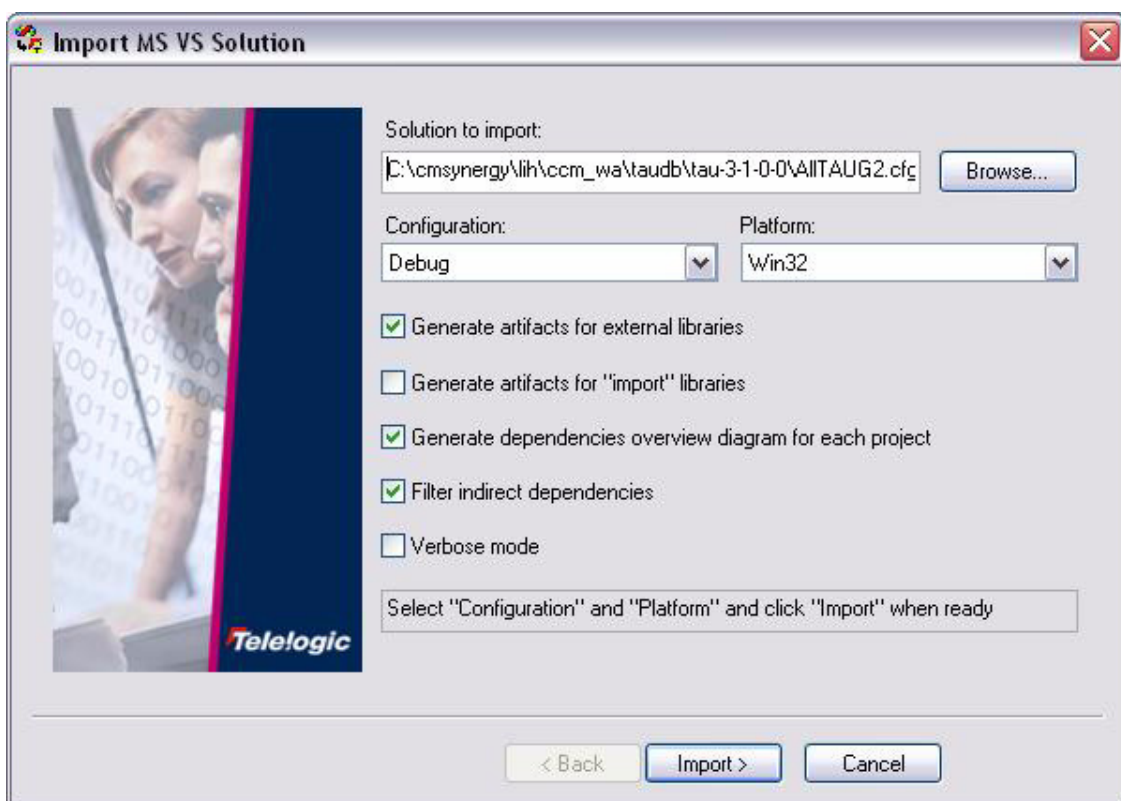 Import MS VS Solution
Solution to import:
C:\cmsynergy\lih\ccm_wa\taudb\tau-3-1-0-0\AllTAUG2.cfg
Browse...
Configuration: Platform:
Debug Win32
Generate artifacts for external libraries
Generate artifacts for "import" libraries
Generate dependencies overview diagram for each project
Filter indirect dependencies
Verbose mode
Select "Configuration" and "Platform" and click "Import" when ready
Telelogic
< Back Import > Cancel